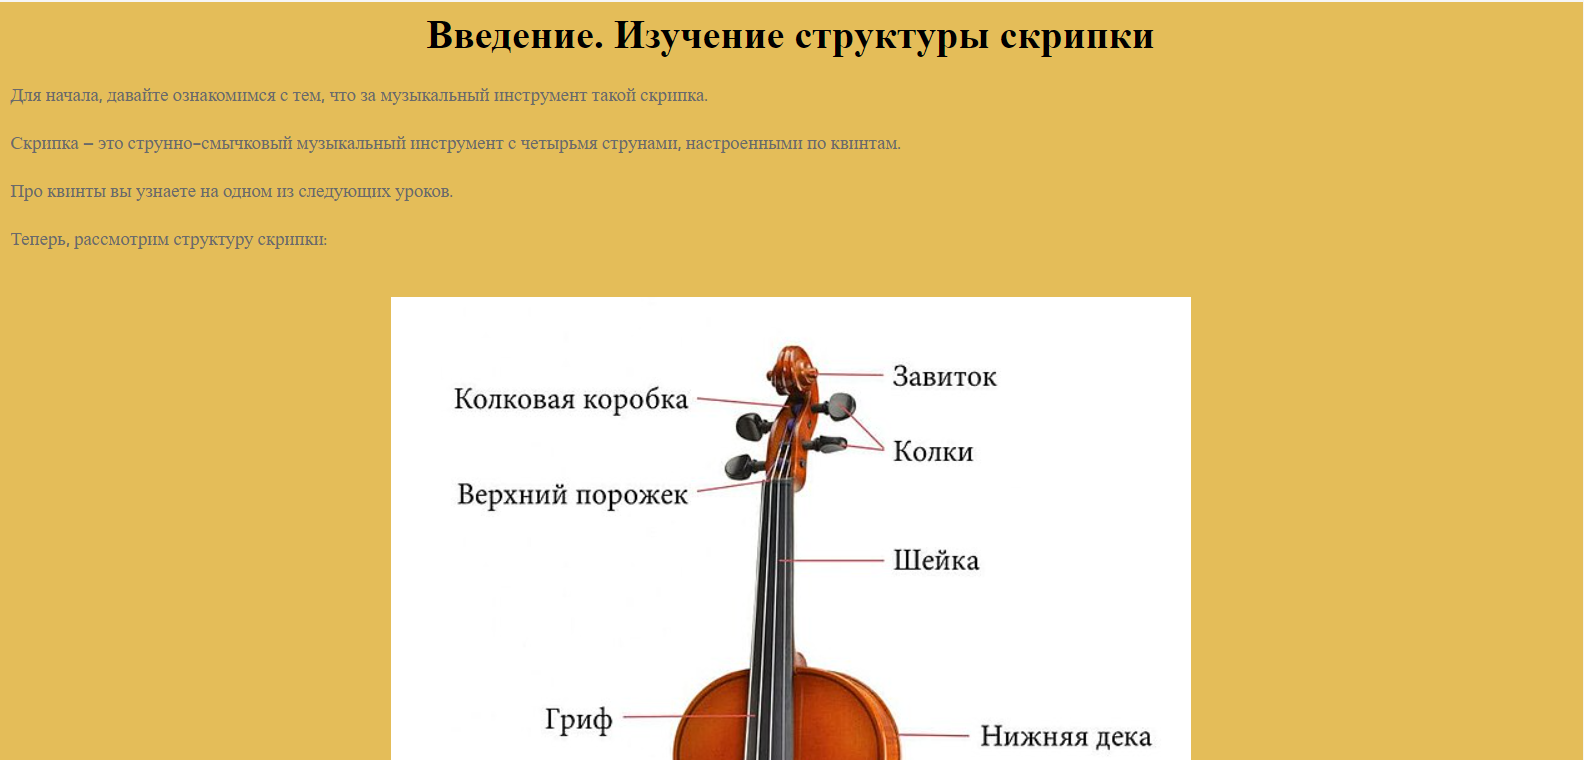 Введение. Изучение структуры скрипки
Для начала, давайте ознакомимся с тем, что за музыкальный инструмент такой скрипка.
Скрипка – это струнно-смычковый музыкальный инструмент с четырьмя струнами, настроенными по квинтам.
Про квинты вы узнаете на одном из следующих уроков.
Теперь, рассмотрим структуру скрипки:
Завиток
Колковая коробка
Колки
Верхний порожек
Шейка
Гриф
Нижняя дека